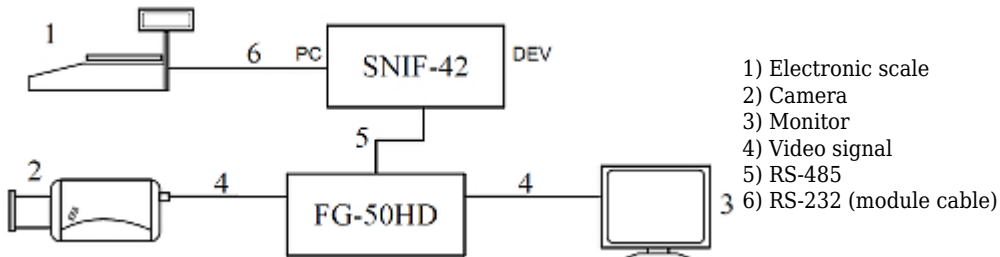 1
6
PC
SNIF-42
DEV
1) Electronic scale
2) Camera
3) Monitor
4) Video signal
5) RS-485
6) RS-232 (module cable)
5
2
4
FG-50HD
4
3